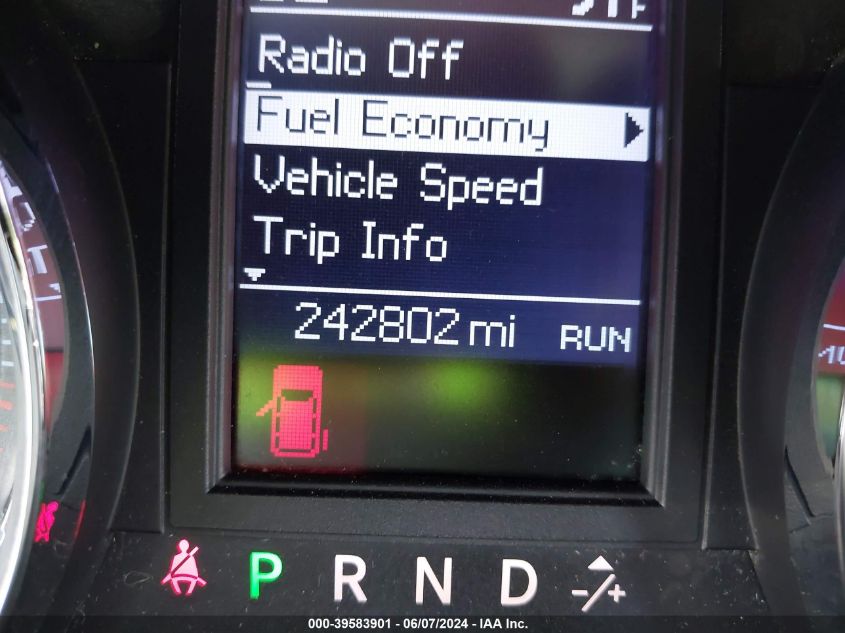 Radio Off
Fuel Economy
Vehicle Speed
Trip Info
242802 mi RUN
P R N D -/+
000-39583901 - 06/07/2024 - IAA Inc.